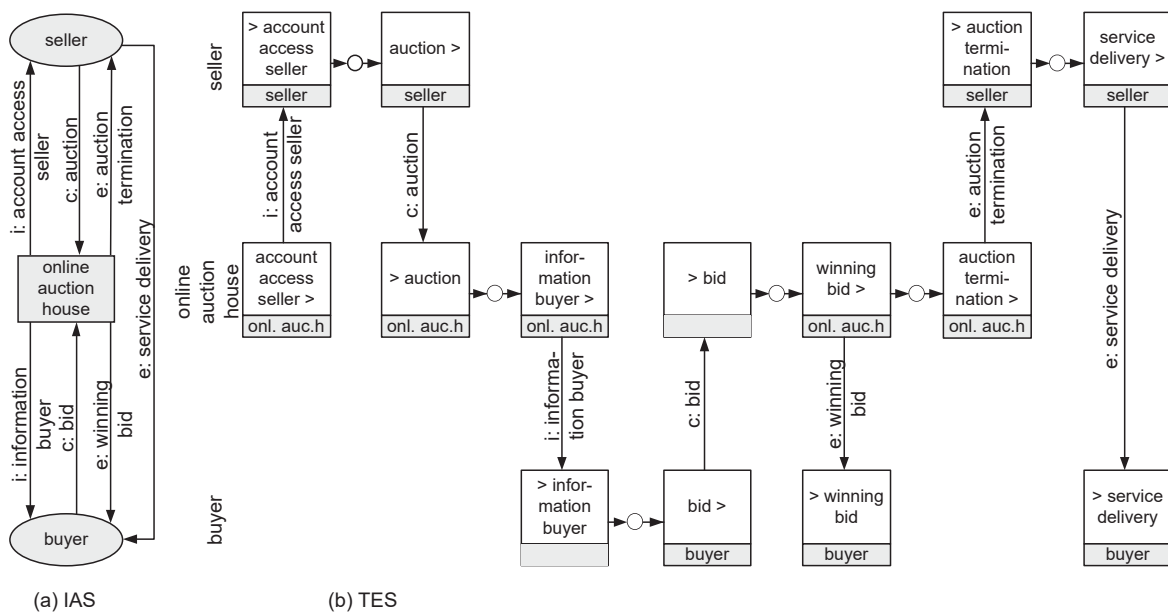 seller
i: account access
seller
c: auction
e: auction
termination
e: service delivery
online
auction
house
i: information
buyer
c: bid
e: winning
bid
buyer
(a) IAS
seller
> account
access
seller
seller
auction >
seller
> auction
termi-
nation
seller
service
delivery >
seller
i: account
access seller
c: auction
e: auction
termination
e: service delivery
online
auction
house
account
access
seller >
onl. auc.h
> auction
onl. auc.h
infor-
mation
buyer >
onl. auc.h
> bid
winning
bid >
onl. auc.h
auction
termi-
nation >
onl. auc.h
i: informa-
tion buyer
c: bid
e: winning
bid
buyer
> infor-
mation
buyer
bid >
buyer
> winning
bid
buyer
> service
delivery
buyer
(b) TES